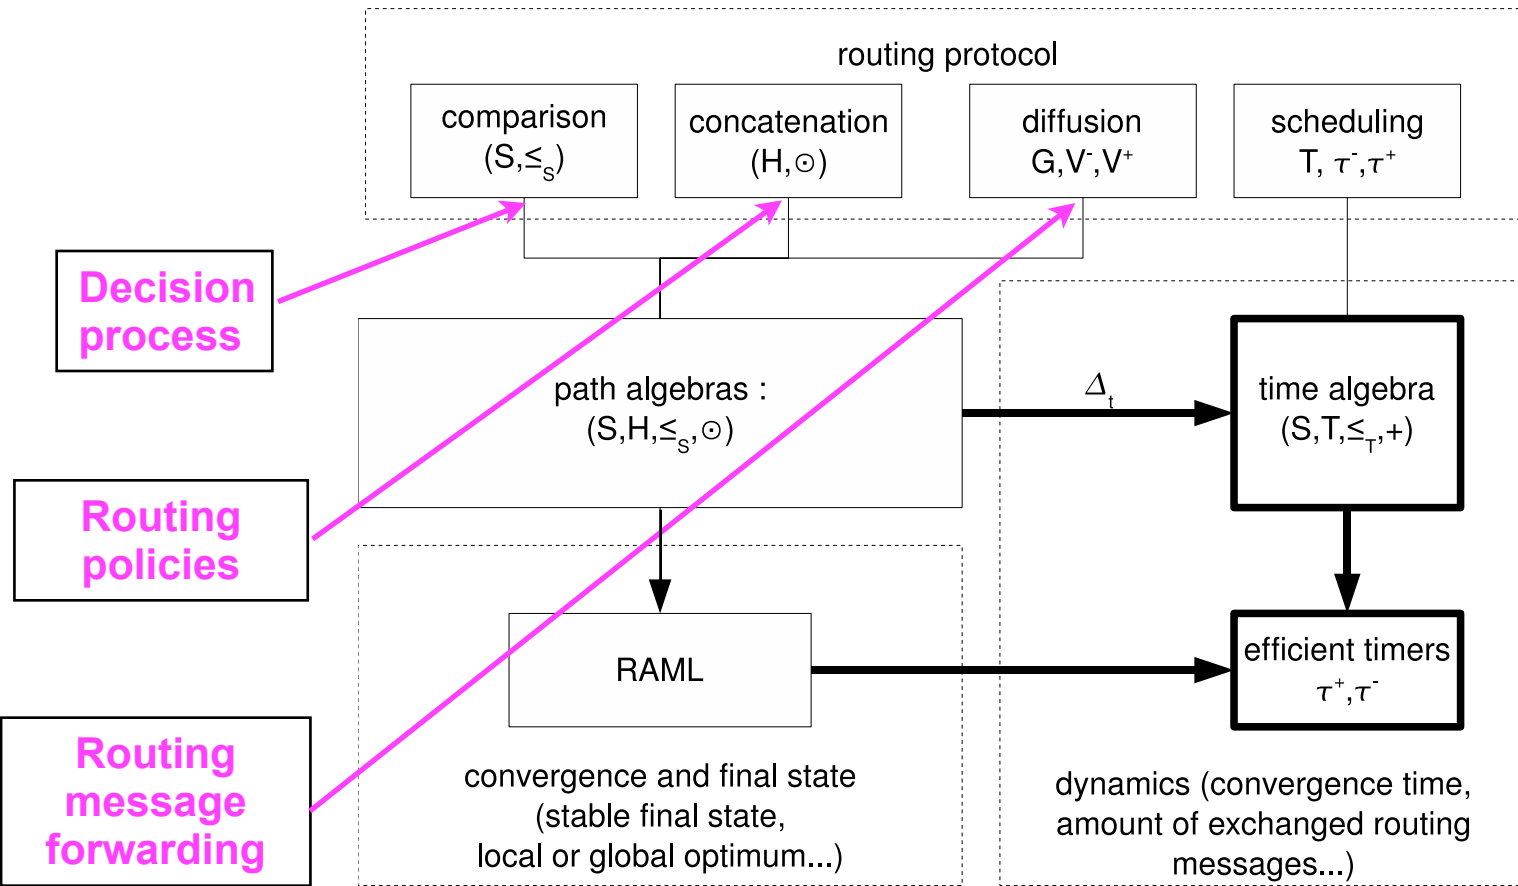 routing protocol
comparison
(S,≤S)
concatenation
(H,⊙)
diffusion
G,V-,V+
scheduling
T, τ-,τ+
Decision
process
path algebras :
(S,H,≤S,⊙)
Δt
time algebra
(S,T,≤T,+)
Routing
policies
RAML
efficient timers
τ+,τ-
Routing
message
forwarding
convergence and final state
(stable final state,
local or global optimum...)
dynamics (convergence time,
amount of exchanged routing
messages...)